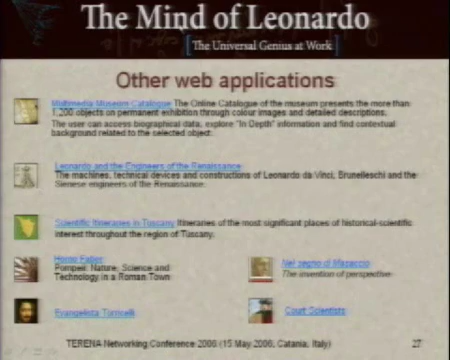 The Mind of Leonardo
[The Universal Genius at Work]
Other web applications
Multimedia Museum Catalogue The Online Catalogue of the museum presents the more than
1,200 objects on permanent exhibition through colour images and detailed descriptions.
The user can access biographical data, explore "In Depth" information and find contextual
background related to the selected object.
Leonardo and the Engineers of the Renaissance
The machines, technical devices and constructions of Leonardo da Vinci, Brunelleschi and the
Sienese engineers of the Renaissance.
Scientific Itineraries in Tuscany Itineraries of the most significant places of historical-scientific
interest throughout the region of Tuscany.
Homo Faber
Pompeii: Nature, Science and
Technology in a Roman Town
Nel segno di Masaccio
The invention of perspective
Evangelista Torricelli
Court Scientists
TERENA Networking Conference 2006 (15 May 2006, Catania, Italy)
27